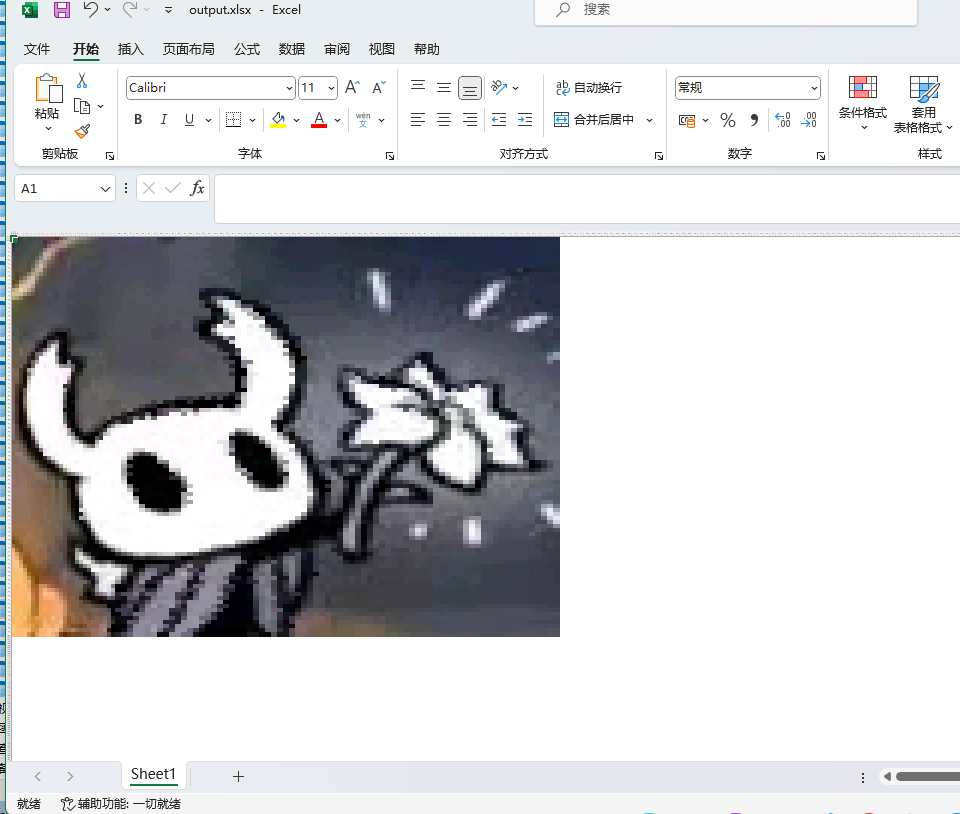 output.xlsx - Excel
搜索
文件 开始 插入 页面布局 公式 数据 审阅 视图 帮助
粘贴
Calibri 11 A A
B I U A wén 文
ab 自动换行
合并后居中
常规
% 9 .00 .00
条件格式
套用
表格格式
剪贴板 字体 对齐方式 数字 样式
A1 fx
Sheet1
就绪 辅助功能: 一切就绪